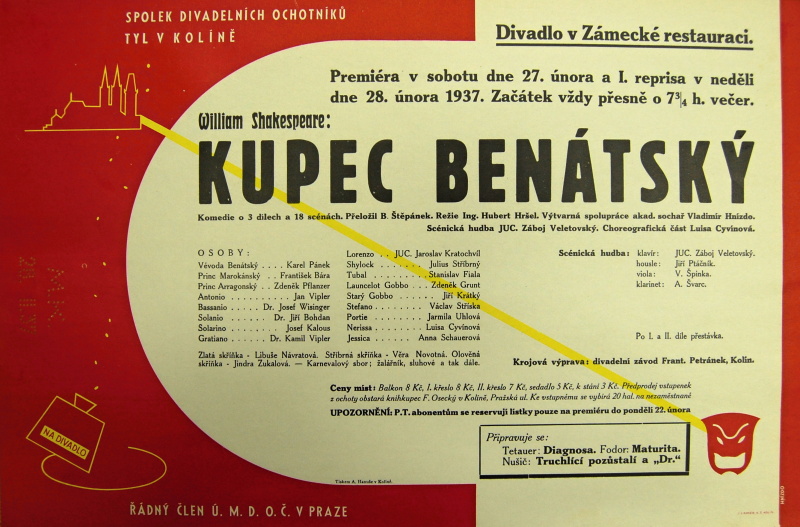 SPOLEK DIVADELNÍCH OCHOTNÍKŮ
TYL V KOLÍNĚ
Divadlo v Zámecké restauraci.
Premiéra v sobotu dne 27. února a I. reprisa v neděli
dne 28. února 1937. Začátek vždy přesně o 7 3/4 h. večer.
William Shakespeare:
KUPEC BENÁTSKÝ
Komedie o 3 dílech a 18 scénách. Přeložil B. Štěpánek. Režie Ing. Hubert Hršel. Výtvarná spolupráce akad. sochař Vladimír Hnízdo.
Scénická hudba JUC. Záboj Veletovský. Choreografická část Luisa Cyvínová.
OSOBY:
Vévoda Benátský .... Karel Pánek
Princ Marokánský . . František Bára
Princ Arragonský . . Zdeněk Pflanzer
Antonio . . . . . . . Jan Vipler
Bassanio . . . Dr. Josef Wisinger
Solanio . . . . Dr. Jiří Bohdan
Solarino . . . . . Josef Kalous
Gratiano . . . . Dr. Kamil Vipler
Lorenzo . . JUC. Jaroslav Kratochvíl
Shylock . . . . . Julius Stříbrný
Tubal . . . . . . Stanislav Fiala
Launcelot Gobbo . . Zdeněk Grunt
Starý Gobbo . . . . Jiří Krátký
Stefano . . . . . Václav Stříska
Portie . . . . . Jarmila Uhlová
Nerissa . . . . . Luisa Cyvínová
Jessica . . . . Anna Schauerová
Zlatá skříňka - Libuše Návratová. Stříbrná skříňka - Věra Novotná. Olověná
skříňka - Jindra Zukalová. — Karnevalový sbor; žalářník, sluhové a tak dále.
Scénická hudba: klavír: JUC. Záboj Veletovský.
housle: Jiří Ptáčník.
viola: V. Špinka.
klarinet: A. Švarc.
Po I. a II. díle přestávka.
Krojová výprava: divadelní závod Frant. Petránek, Kolín.
Ceny míst: Balkon 8 Kč, I. křeslo 8 Kč, II. křeslo 7 Kč, sedadlo 5 Kč, k stání 3 Kč. Předprodej vstupenek
z ochoty obstará knihkupec F. Osecký v Kolíně, Pražská ul. Ke vstupnému se vybírá 20 hal. na nezaměstnané
UPOZORNĚNÍ: P.T. abonentům se reservují lístky pouze na premiéru do pondělí 22. února
Připravuje se:
Tetauer: Diagnosa. Fodor: Maturita.
Nušič: Truchlící pozůstalí a „Dr.“
NA DIVADLO
Tiskem A. Hanuše v Kolíně.
ŘÁDNÝ ČLEN Ú. M. D. O. Č. V PRAZE